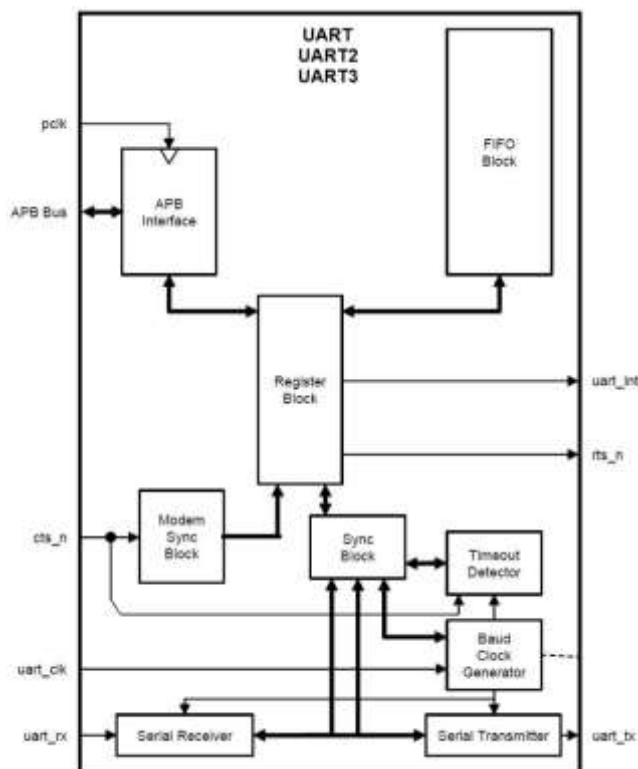 UART
UART2
UART3
pclk
FIFO
Block
APB
Interface
APB Bus
Register
Block
uart_int
rts_n
Modem
Sync
Block
cts_n
Sync
Block
Timeout
Detector
Baud
Clock
Generator
uart_clk
uart_rx
Serial Receiver
Serial Transmitter
uart_tx